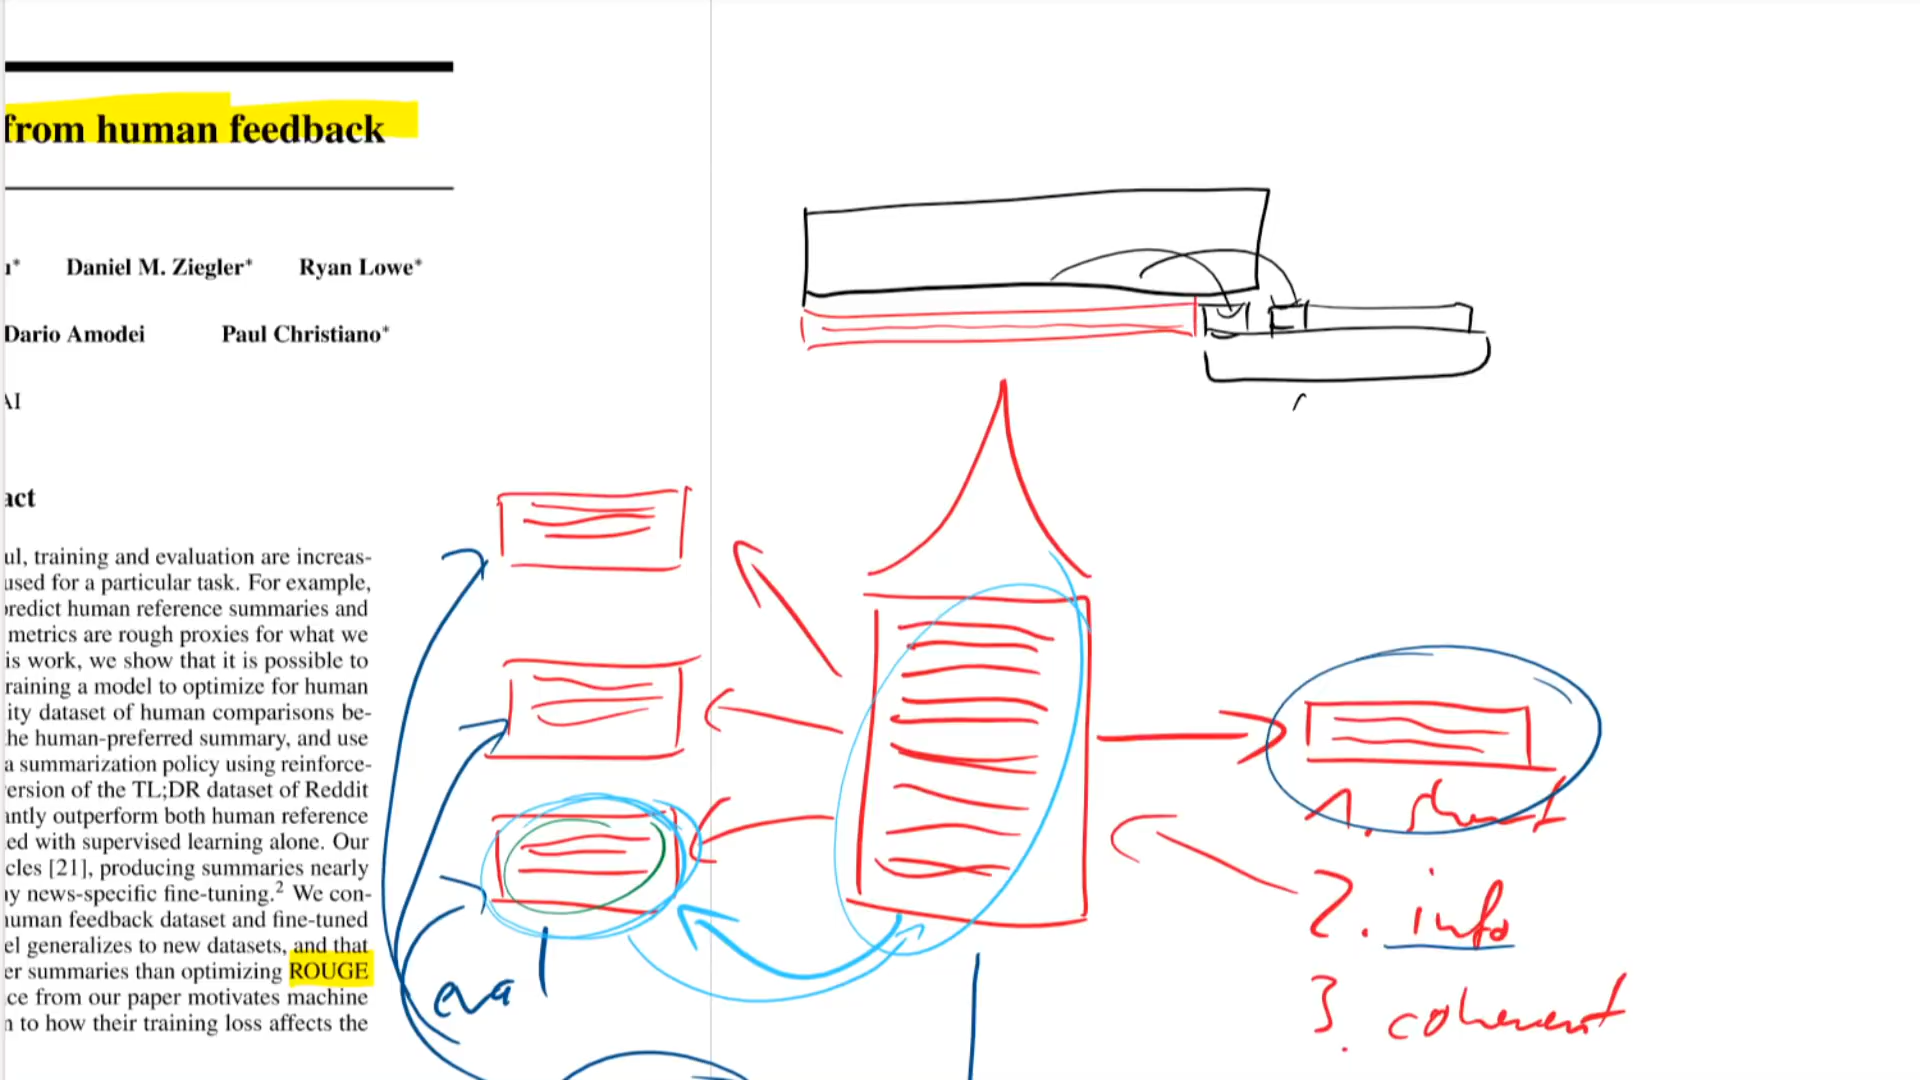 from human feedback
Daniel M. Ziegler* Ryan Lowe*
Dario Amodei Paul Christiano*
AI
act
ul, training and evaluation are increas-
used for a particular task. For example,
predict human reference summaries and
metrics are rough proxies for what we
is work, we show that it is possible to
raining a model to optimize for human
ity dataset of human comparisons be-
he human-preferred summary, and use
a summarization policy using reinforce-
ersion of the TL;DR dataset of Reddit
antly outperform both human reference
ed with supervised learning alone. Our
cles [21], producing summaries nearly
y news-specific fine-tuning.2 We con-
human feedback dataset and fine-tuned
el generalizes to new datasets, and that
er summaries than optimizing ROUGE
ce from our paper motivates machine
n to how their training loss affects the
eval
1. short
2. info
3. coherent